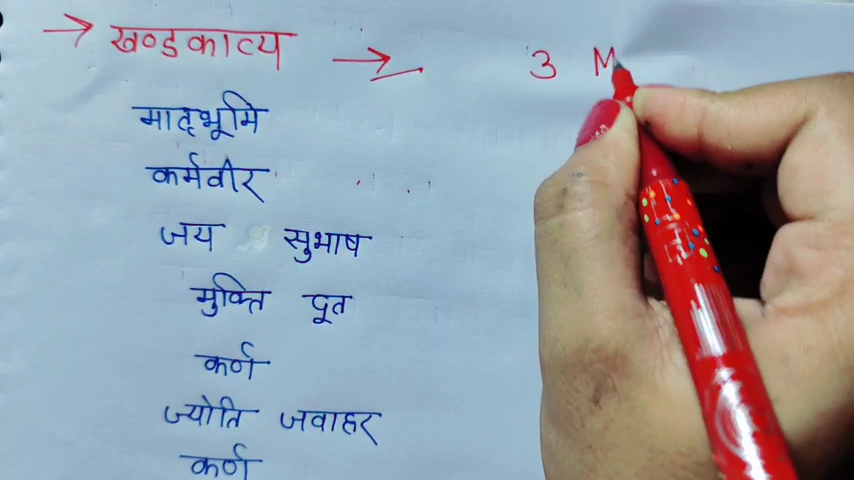 → खण्डकाव्य → 3 M
मातृभूमि
कर्मवीर
जय सुभाष
मुक्ति दूत
कर्ण
ज्योति जवाहर
कर्ण